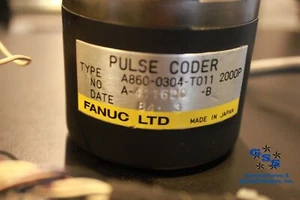 PULSE CODER
TYPE A860-0304-T011 2000P
NO. A- -B
DATE
FANUC LTD MADE IN JAPAN